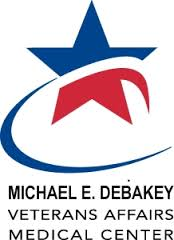 MICHAEL E. DEBAKEY
VETERANS AFFAIRS
MEDICAL CENTER